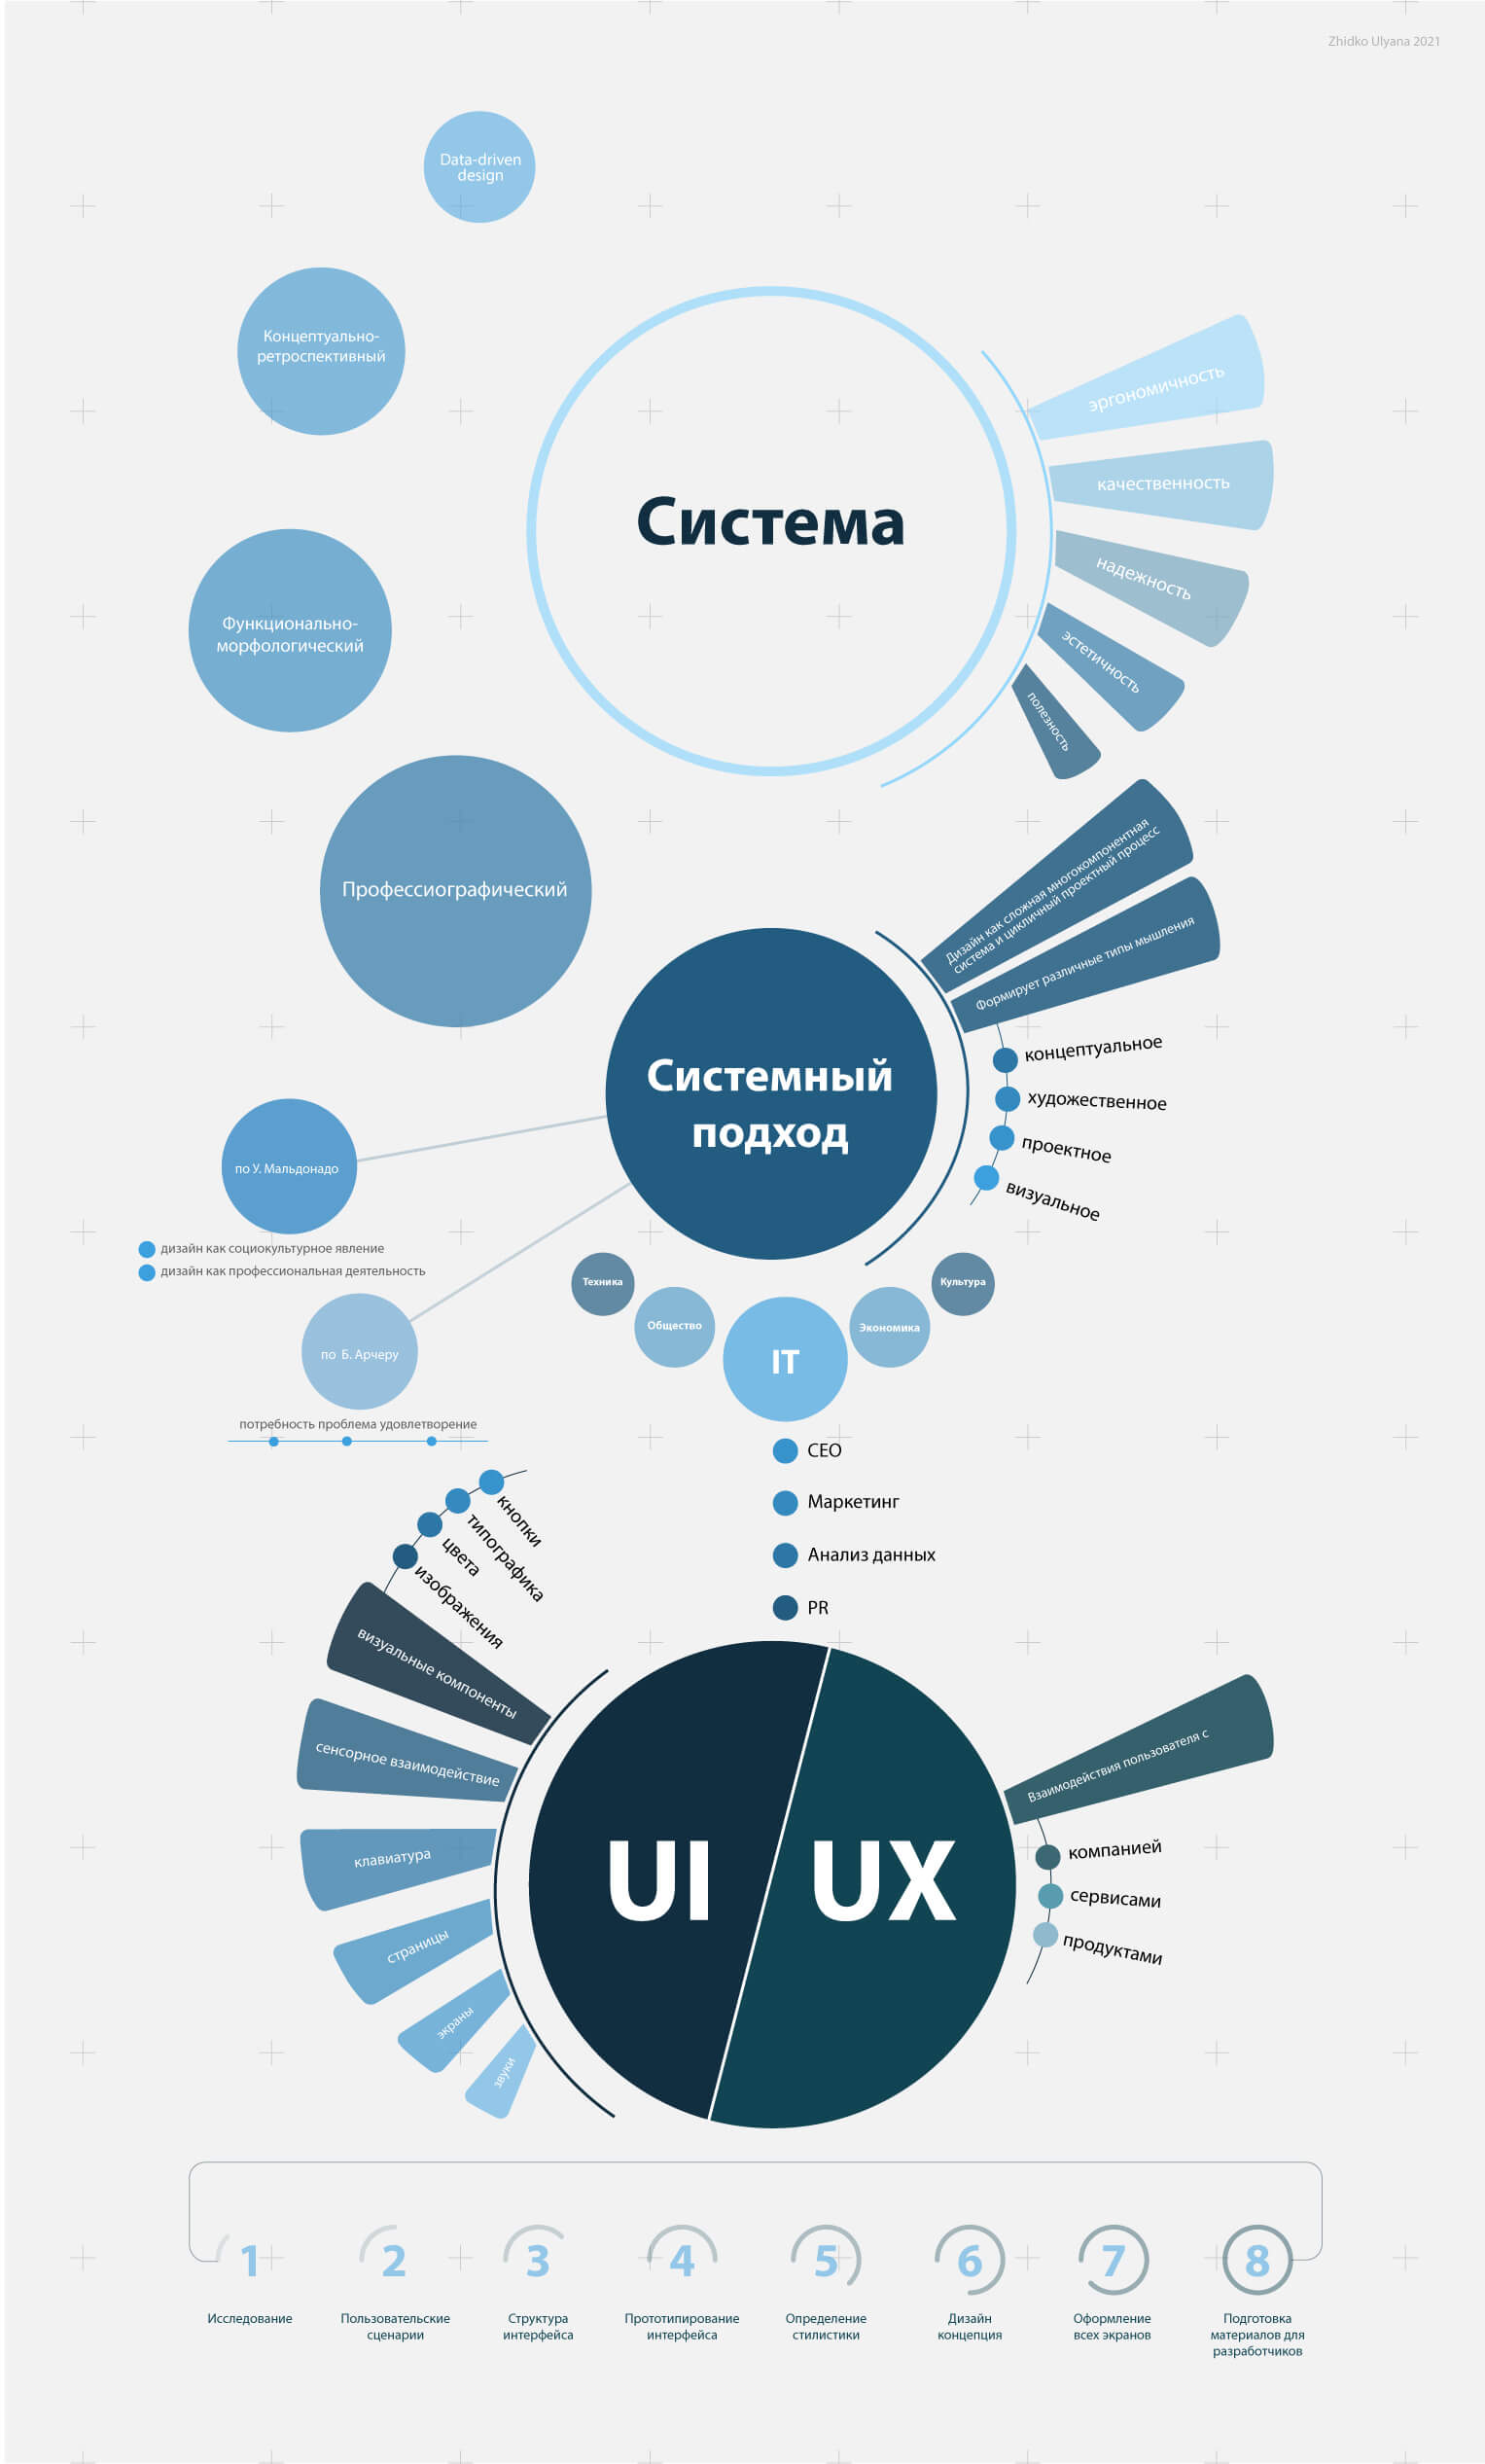 Zhidko Ulyana 2021
Data-driven
design
Концептуально-
ретроспективный
Функционально-
морфологический
Профессиографический
Система
эргономичность
качественность
надежность
эстетичность
полезность
Дизайн как сложная многокомпонентная
система и цикличный проектный процесс
Формирует различные типы мышления
концептуальное
художественное
проектное
визуальное
Системный
подход
по У. Мальдонадо
дизайн как социокультурное явление
дизайн как профессиональная деятельность
по Б. Арчеру
потребность проблема удовлетворение
Техника
Общество
IT
Экономика
Культура
CEO
Маркетинг
Анализ данных
PR
кнопки
типографика
цвета
изображения
визуальные компоненты
сенсорное взаимодействие
клавиатура
страницы
экраны
звуки
UI
UX
Взаимодействия пользователя с
компанией
сервисами
продуктами
1
Исследование
2
Пользовательские
сценарии
3
Структура
интерфейса
4
Прототипирование
интерфейса
5
Определение
стилистики
6
Дизайн
концепция
7
Оформление
всех экранов
8
Подготовка
материалов для
разработчиков